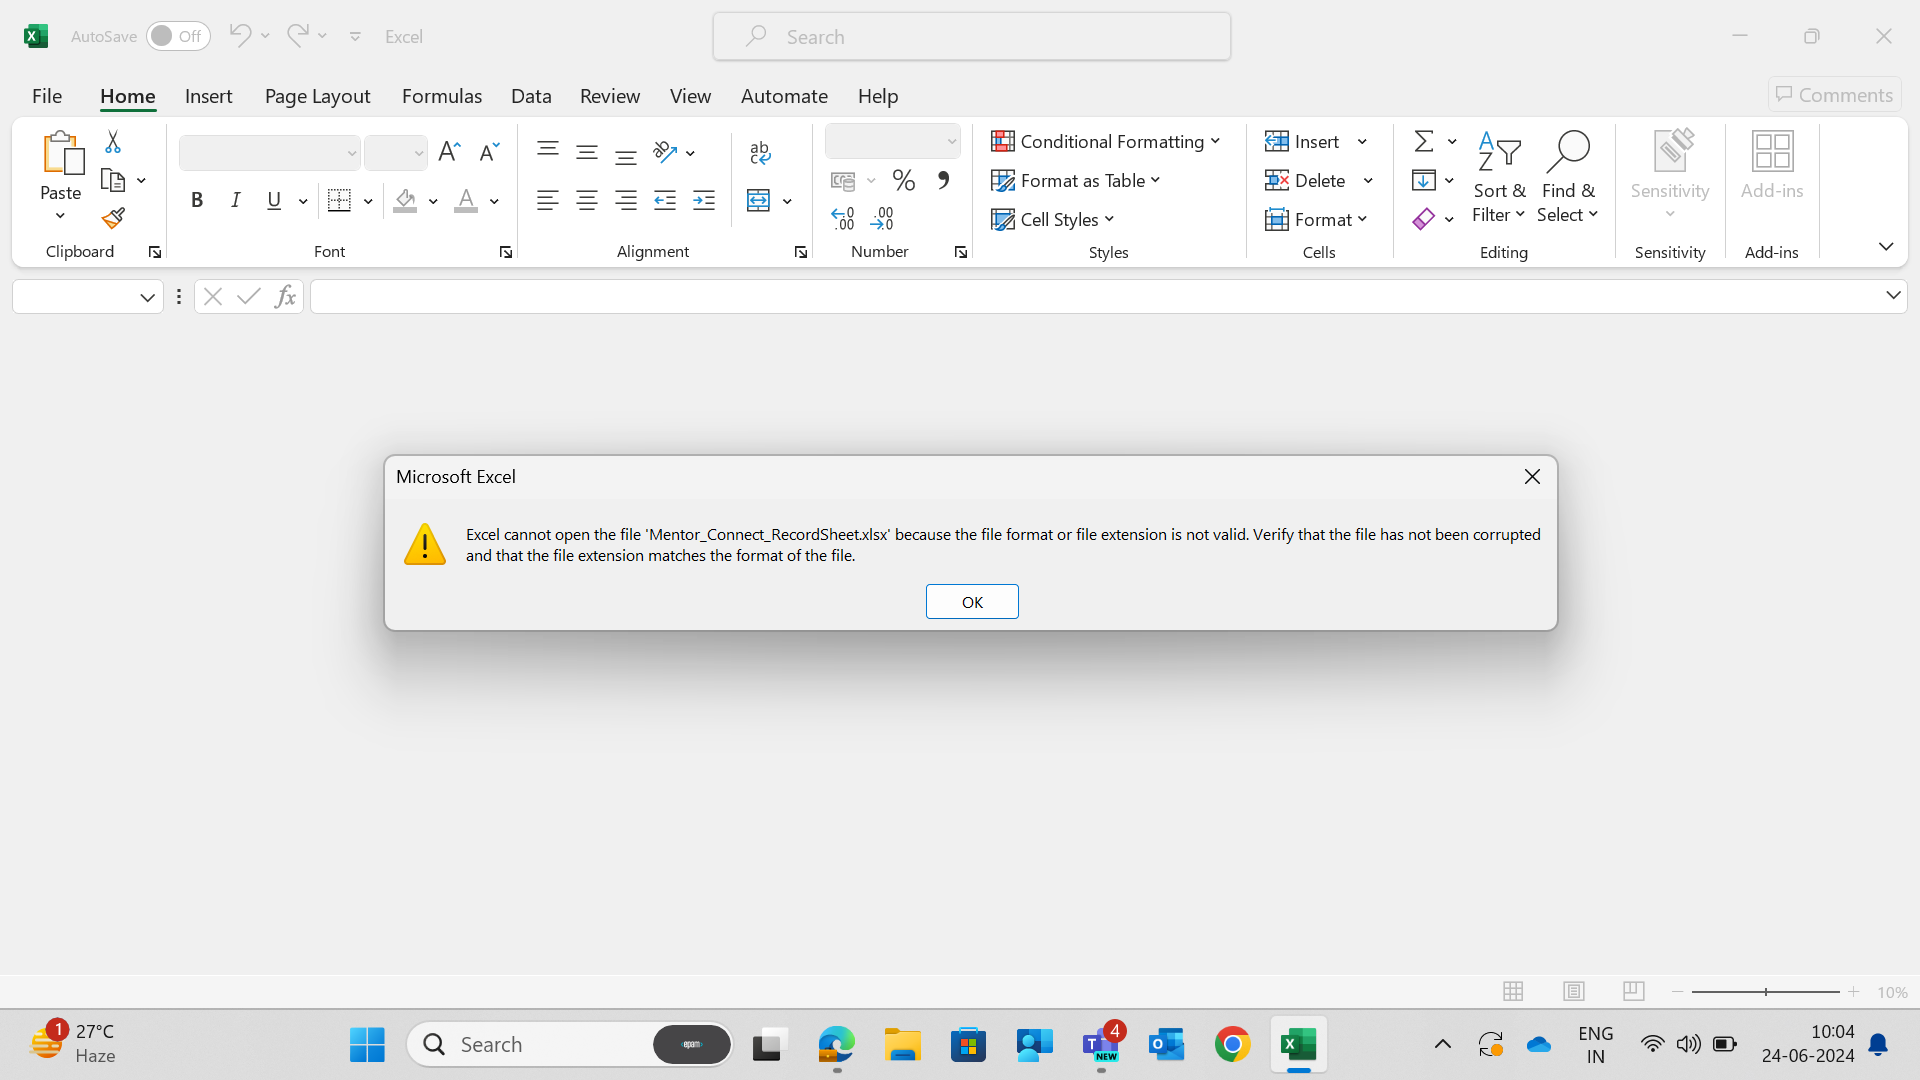 AutoSave Off Excel Search
File Home Insert Page Layout Formulas Data Review View Automate Help Comments
Paste
Clipboard
B I U
Font
ab
Alignment
% ,
Number
Conditional Formatting
Format as Table
Cell Styles
Styles
Insert
Delete
Format
Cells
Sort & Filter
Find & Select
Editing
Sensitivity
Sensitivity
Add-ins
Add-ins
fx
Microsoft Excel
Excel cannot open the file 'Mentor_Connect_RecordSheet.xlsx' because the file format or file extension is not valid. Verify that the file has not been corrupted
and that the file extension matches the format of the file.
OK
10%
1 27°C
Haze
Search
<epam>
4
NEW
ENG
IN
10:04
24-06-2024